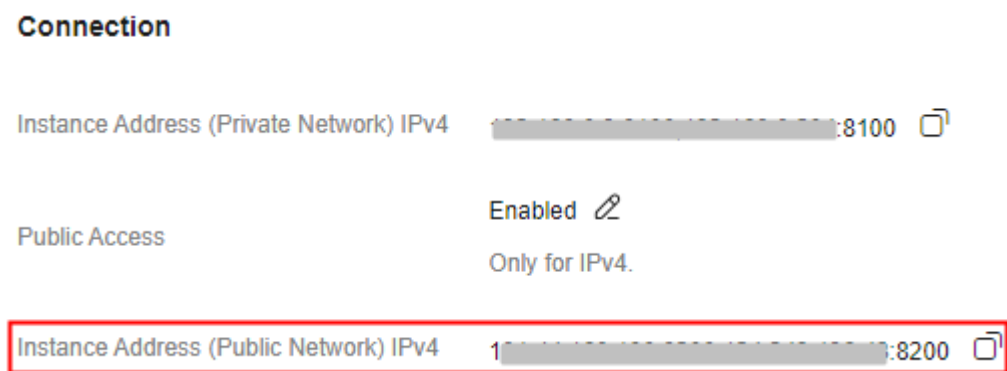 Connection
Instance Address (Private Network) IPv4 :8100
Public Access Enabled
Only for IPv4.
Instance Address (Public Network) IPv4 :8200